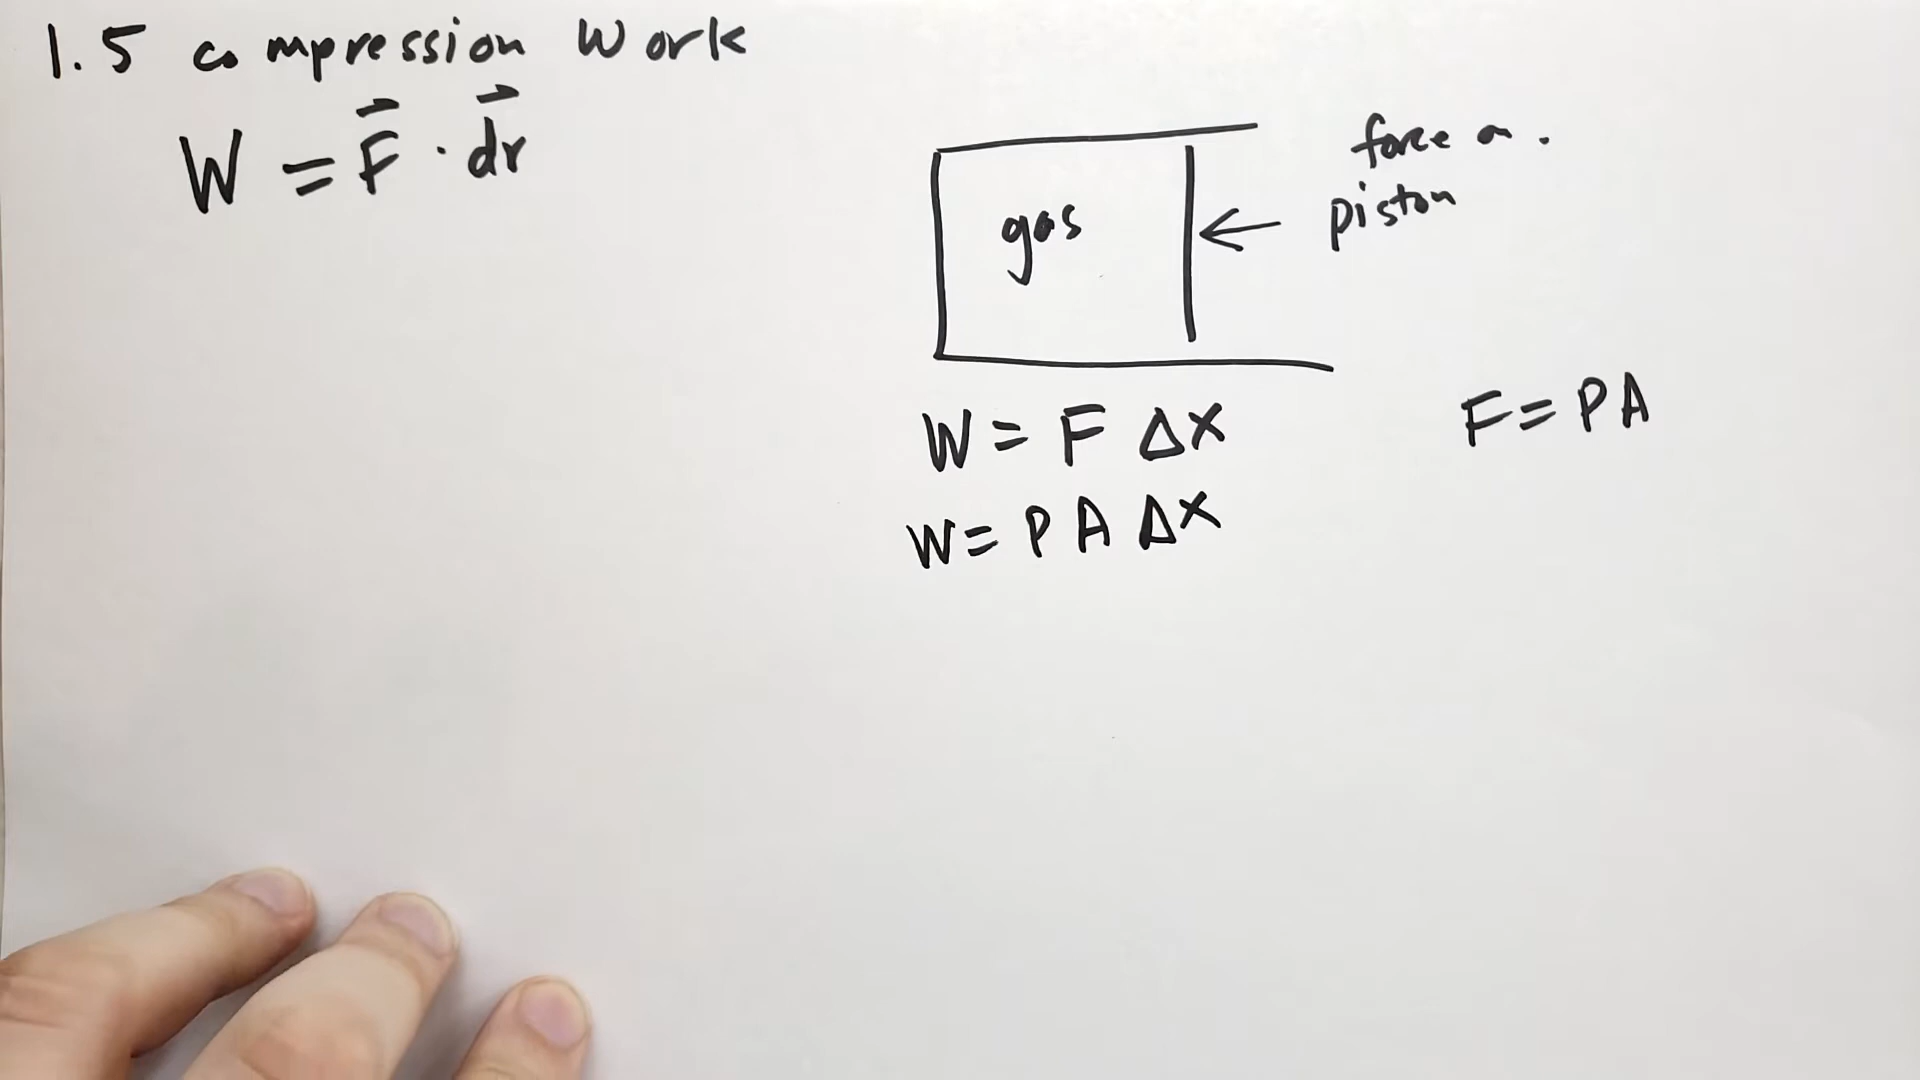 1.5 compression Work
W = F⃗ · dr⃗
force on.
piston
gas
W = F Δx
F = PA
W = P A Δx